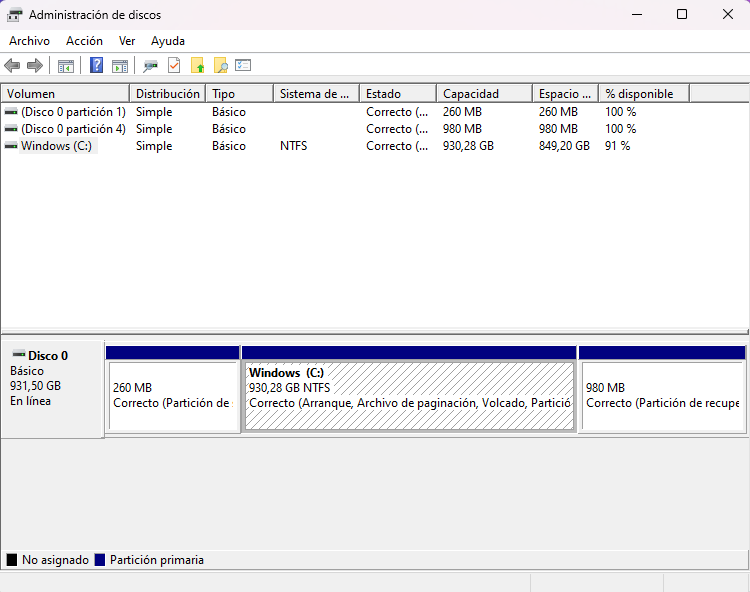 Administración de discos
Archivo Acción Ver Ayuda
Volumen Distribución Tipo Sistema de ... Estado Capacidad Espacio ... % disponible
(Disco 0 partición 1) Simple Básico Correcto (... 260 MB 260 MB 100 %
(Disco 0 partición 4) Simple Básico Correcto (... 980 MB 980 MB 100 %
Windows (C:) Simple Básico NTFS Correcto (... 930,28 GB 849,20 GB 91 %
Disco 0
Básico
931,50 GB
En línea
260 MB
Correcto (Partición de
Windows (C:)
930,28 GB NTFS
Correcto (Arranque, Archivo de paginación, Volcado, Partició
980 MB
Correcto (Partición de recupe
No asignado Partición primaria